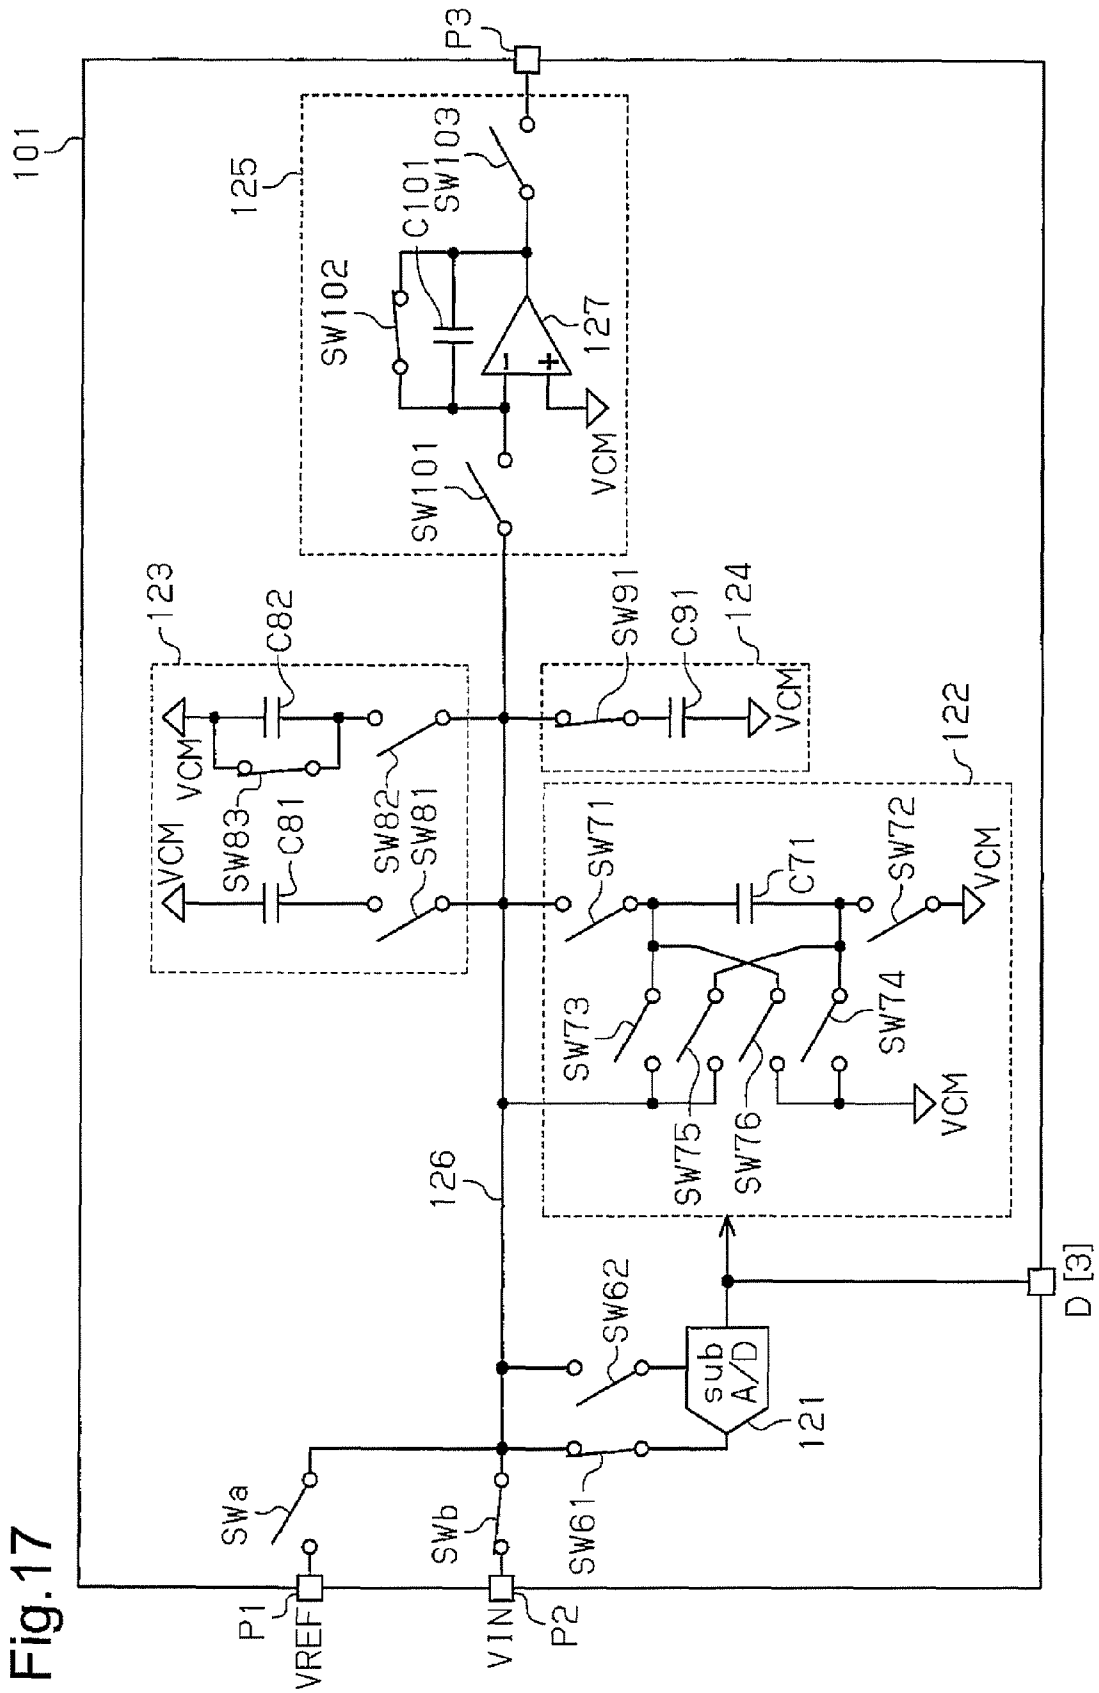 Fig.17
101
P1
VREF
SWa
VIN
P2
SWb
SW61
SW62
sub
A/D
121
D [3]
126
122
SW73
SW75
SW76
SW74
VCM
SW71
C71
SW72
VCM
123
VCM
C81
SW81
VCM
SW83
C82
SW82
124
SW91
C91
VCM
125
SW101
SW102
C101
−
+
127
VCM
SW103
P3